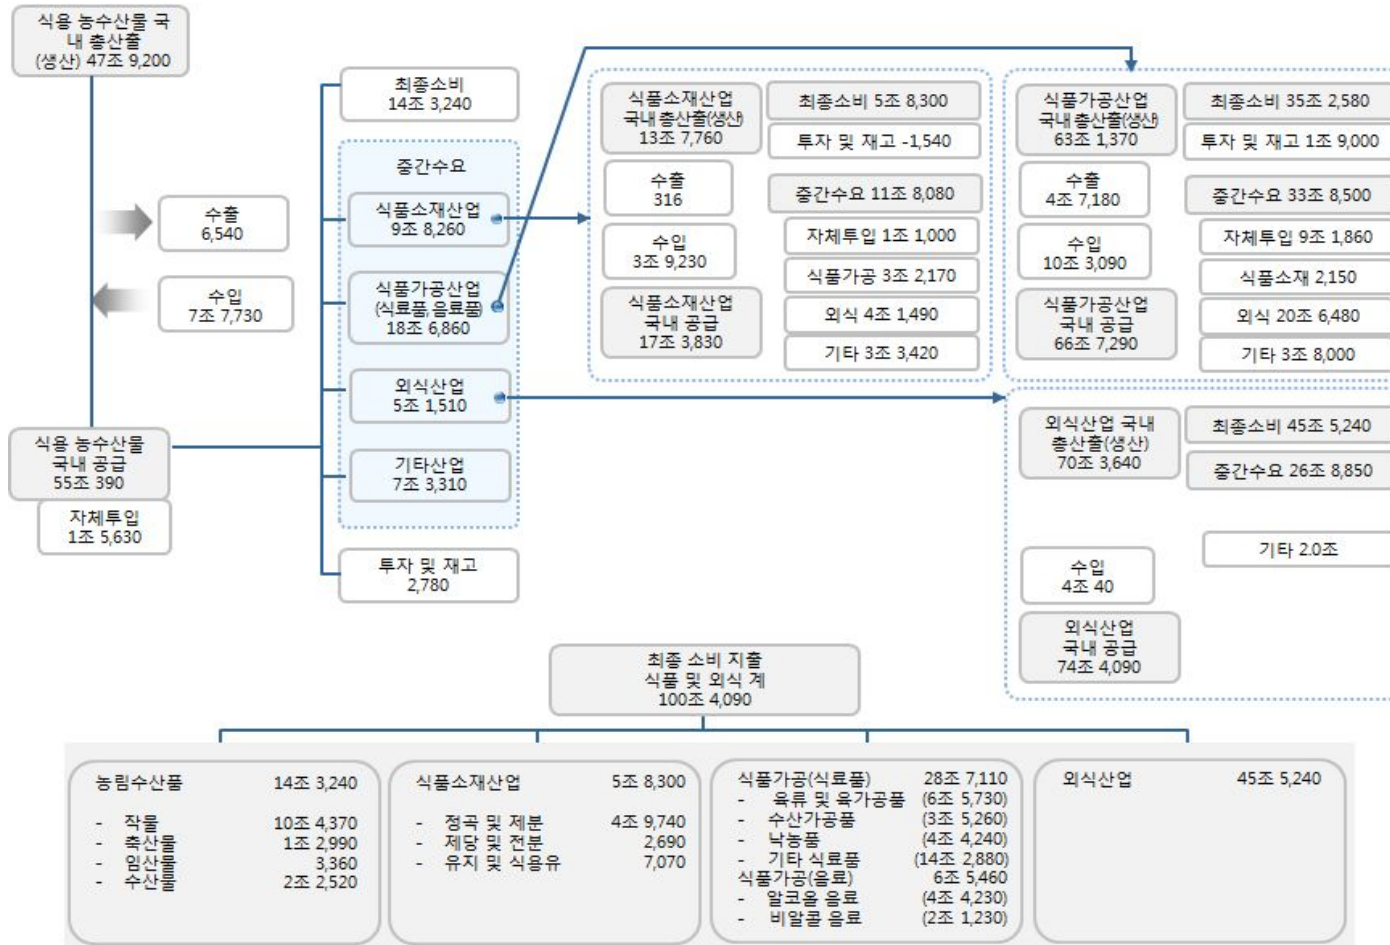 식용 농수산물 국
내 총산출
(생산) 47조 9,200
수출
6,540
수입
7조 7,730
식용 농수산물
국내 공급
55조 390
자체투입
1조 5,630
최종소비
14조 3,240
중간수요
식품소재산업
9조 8,260
식품가공산업
(식료품,음료품)
18조 6,860
외식산업
5조 1,510
기타산업
7조 3,310
투자 및 재고
2,780
식품소재산업
국내 총산출(생산)
13조 7,760
수출
316
수입
3조 9,230
식품소재산업
국내 공급
17조 3,830
최종소비 5조 8,300
투자 및 재고 -1,540
중간수요 11조 8,080
자체투입 1조 1,000
식품가공 3조 2,170
외식 4조 1,490
기타 3조 3,420
식품가공산업
국내 총산출(생산)
63조 1,370
수출
4조 7,180
수입
10조 3,090
식품가공산업
국내 공급
66조 7,290
최종소비 35조 2,580
투자 및 재고 1조 9,000
중간수요 33조 8,500
자체투입 9조 1,860
식품소재 2,150
외식 20조 6,480
기타 3조 8,000
외식산업 국내
총산출(생산)
70조 3,640
수입
4조 40
외식산업
국내 공급
74조 4,090
최종소비 45조 5,240
중간수요 26조 8,850
기타 2.0조
최종 소비 지출
식품 및 외식 계
100조 4,090
농림수산품 14조 3,240
- 작물 10조 4,370
- 축산물 1조 2,990
- 임산물 3,360
- 수산물 2조 2,520
식품소재산업 5조 8,300
- 정곡 및 제분 4조 9,740
- 제당 및 전분 2,690
- 유지 및 식용유 7,070
식품가공(식료품) 28조 7,110
- 육류 및 육가공품 (6조 5,730)
- 수산가공품 (3조 5,260)
- 낙농품 (4조 4,240)
- 기타 식료품 (14조 2,880)
식품가공(음료) 6조 5,460
- 알코올 음료 (4조 4,230)
- 비알콜 음료 (2조 1,230)
외식산업 45조 5,240